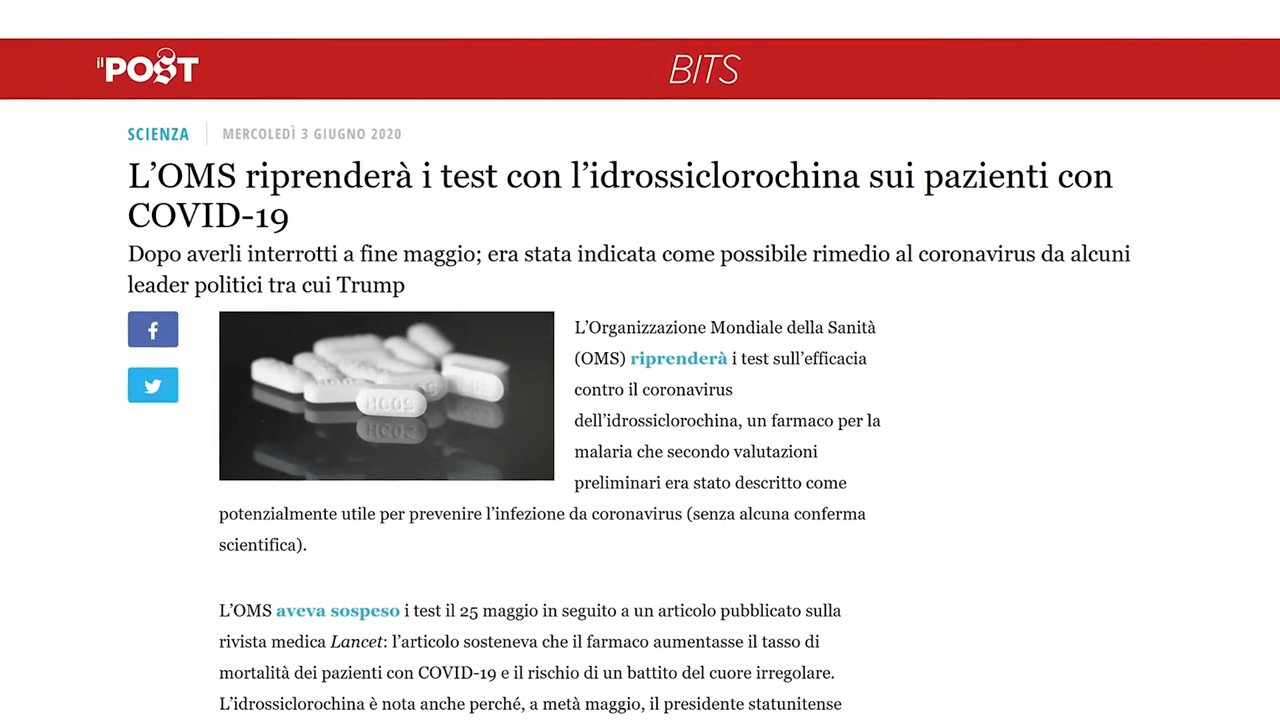 il POST
BITS
SCIENZA
MERCOLEDÌ 3 GIUGNO 2020
L’OMS riprenderà i test con l’idrossiclorochina sui pazienti con
COVID-19
Dopo averli interrotti a fine maggio; era stata indicata come possibile rimedio al coronavirus da alcuni
leader politici tra cui Trump
L’Organizzazione Mondiale della Sanità
(OMS) riprenderà i test sull’efficacia
contro il coronavirus
dell’idrossiclorochina, un farmaco per la
malaria che secondo valutazioni
preliminari era stato descritto come
potenzialmente utile per prevenire l’infezione da coronavirus (senza alcuna conferma
scientifica).
HCQS
L’OMS aveva sospeso i test il 25 maggio in seguito a un articolo pubblicato sulla
rivista medica Lancet: l’articolo sosteneva che il farmaco aumentasse il tasso di
mortalità dei pazienti con COVID-19 e il rischio di un battito del cuore irregolare.
L’idrossiclorochina è nota anche perché, a metà maggio, il presidente statunitense